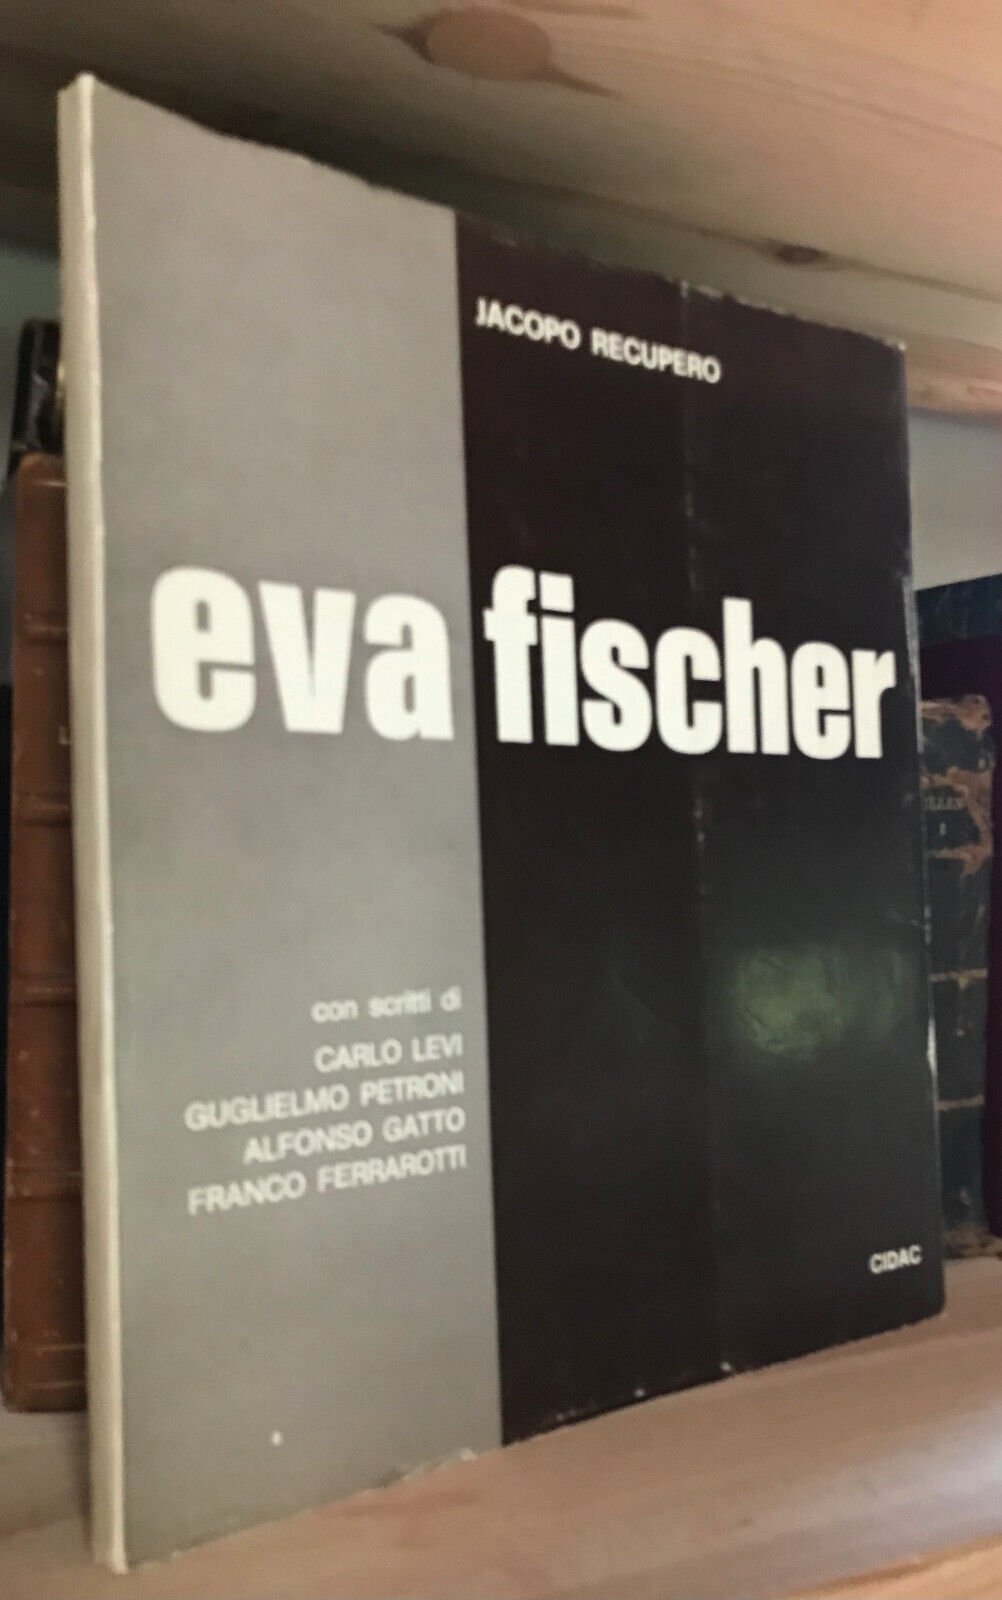 JACOPO RECUPERO
eva fischer
con scritti di
CARLO LEVI
GUGLIELMO PETRONI
ALFONSO GATTO
FRANCO FERRAROTTI
CIDAC